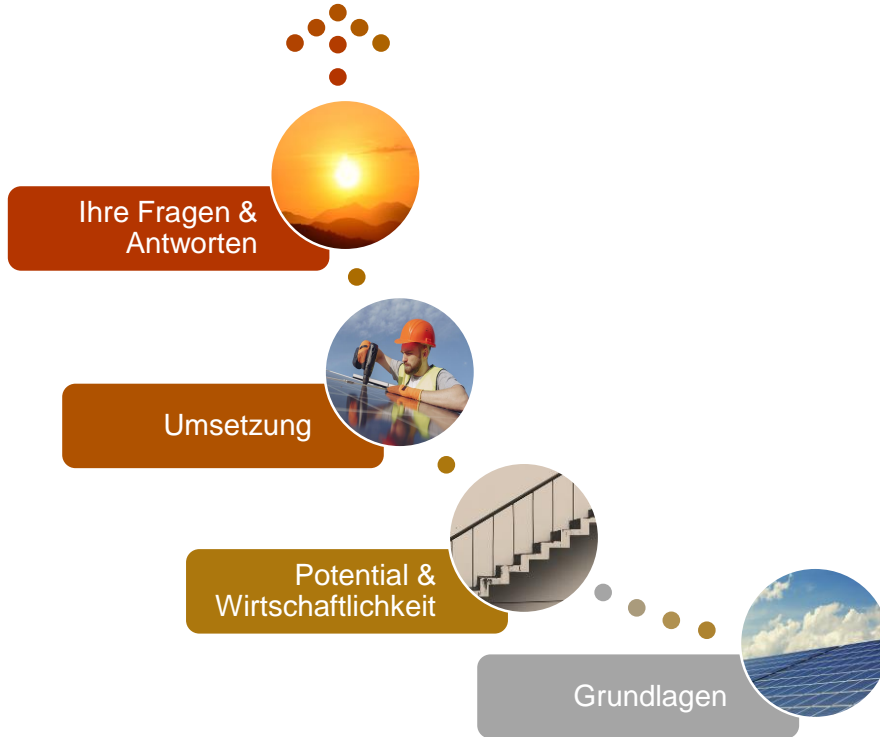 Ihre Fragen &
Antworten
Umsetzung
Potential &
Wirtschaftlichkeit
Grundlagen